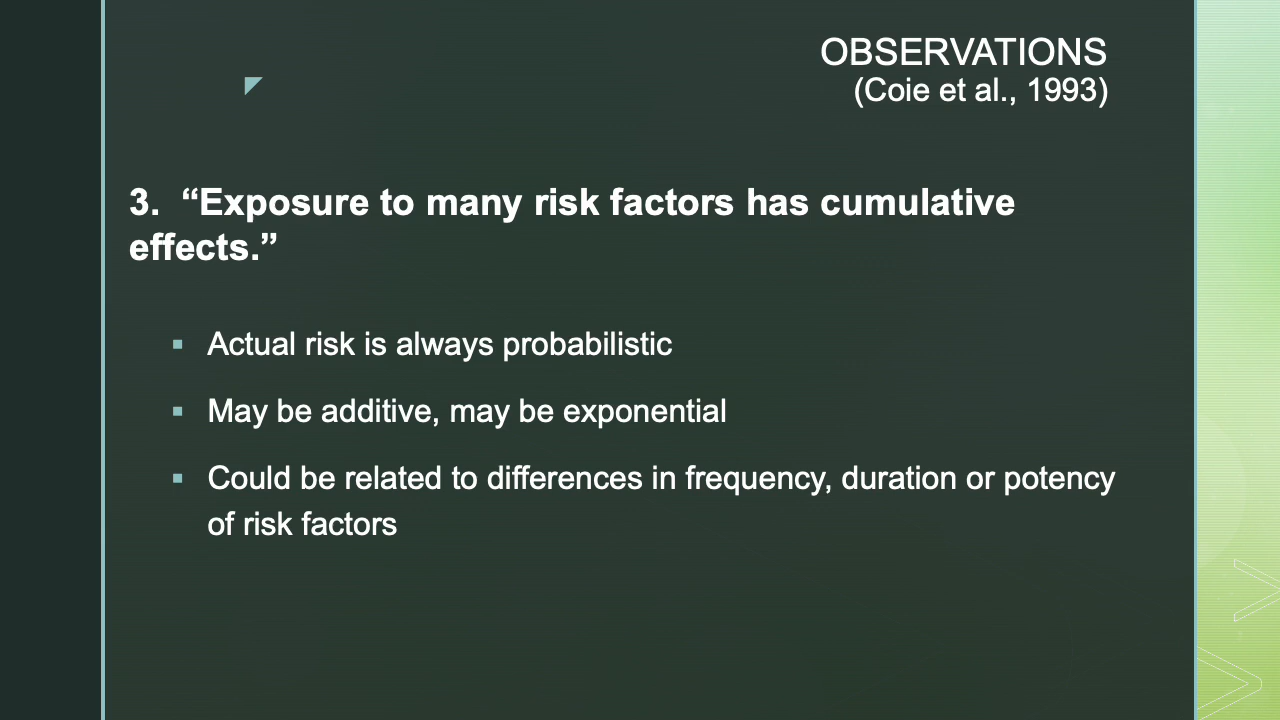 OBSERVATIONS
(Coie et al., 1993)
3.  “Exposure to many risk factors has cumulative
effects.”
▪ Actual risk is always probabilistic
▪ May be additive, may be exponential
▪ Could be related to differences in frequency, duration or potency
of risk factors